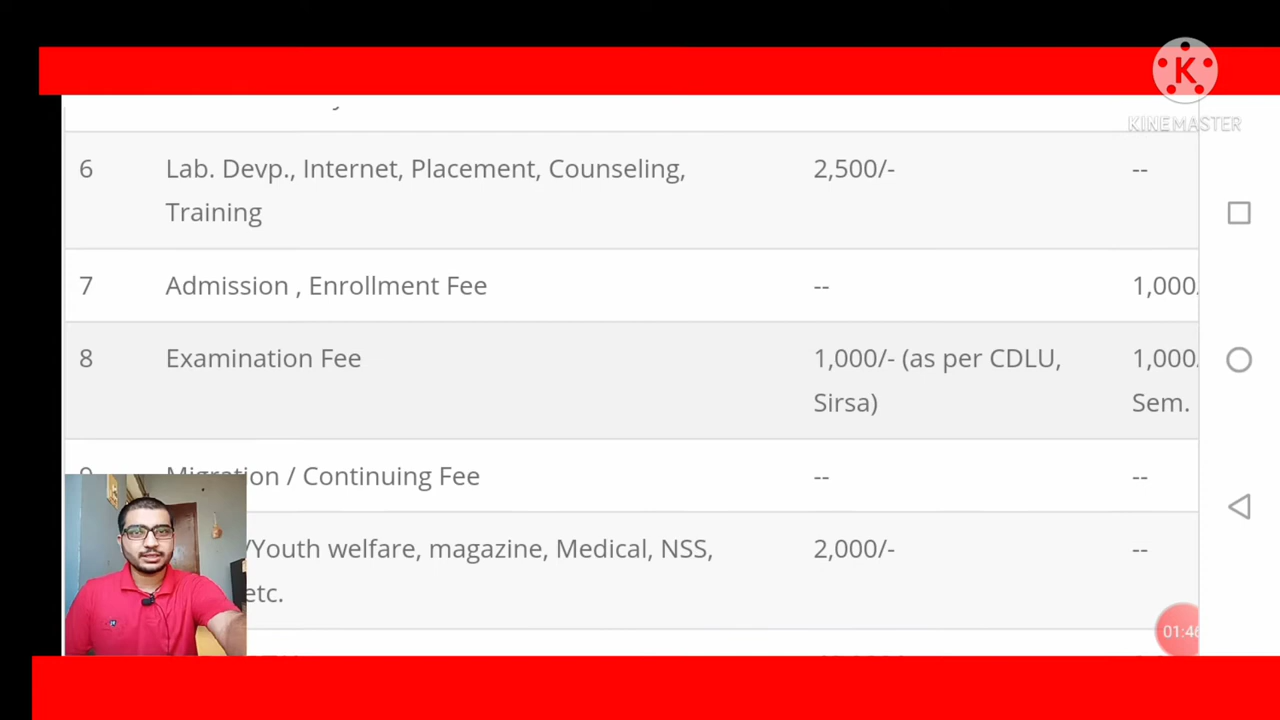 K
KINEMASTER
6 Lab. Devp., Internet, Placement, Counseling, 2,500/- --
Training
7 Admission , Enrollment Fee -- 1,000/
8 Examination Fee 1,000/- (as per CDLU, 1,000
Sirsa) Sem.
/ Continuing Fee -- --
/Youth welfare, magazine, Medical, NSS, 2,000/- --
etc.
01:46